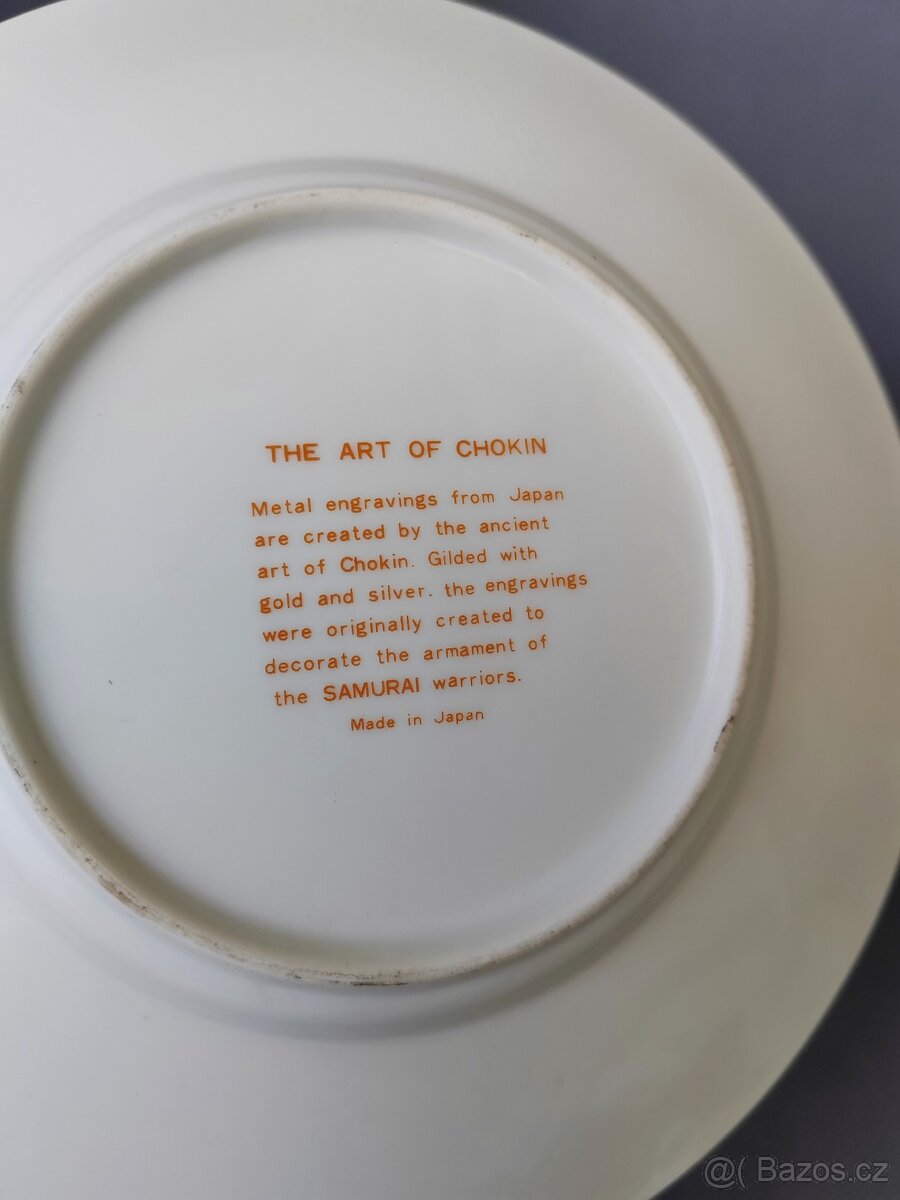 THE ART OF CHOKIN
Metal engravings from Japan
are created by the ancient
art of Chokin. Gilded with
gold and silver. the engravings
were originally created to
decorate the armament of
the SAMURAI warriors.
Made in Japan
@( Bazos.cz